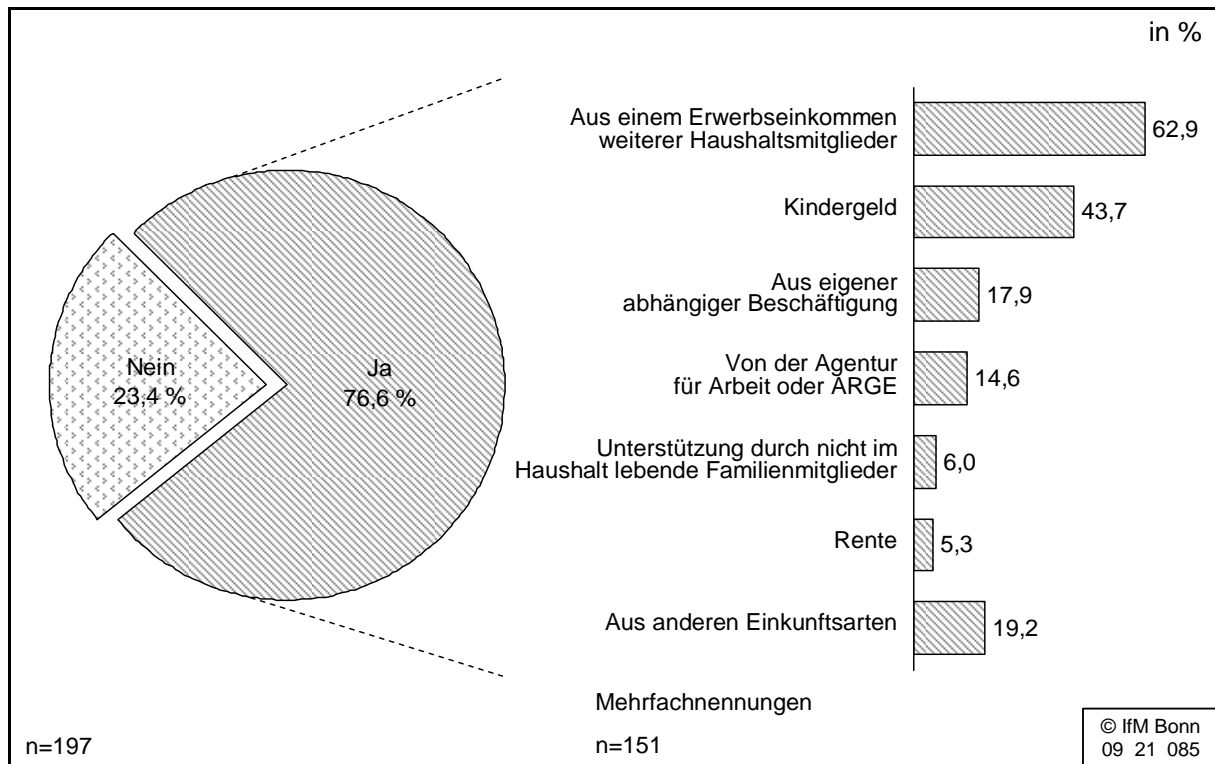 in %
Nein
23,4 %
Ja
76,6 %
Aus einem Erwerbseinkommen
weiterer Haushaltsmitglieder
62,9
Kindergeld
43,7
Aus eigener
abhängiger Beschäftigung
17,9
Von der Agentur
für Arbeit oder ARGE
14,6
Unterstützung durch nicht im
Haushalt lebende Familienmitglieder
6,0
Rente
5,3
Aus anderen Einkunftsarten
19,2
Mehrfachnennungen
n=197
n=151
© IfM Bonn
09 21 085